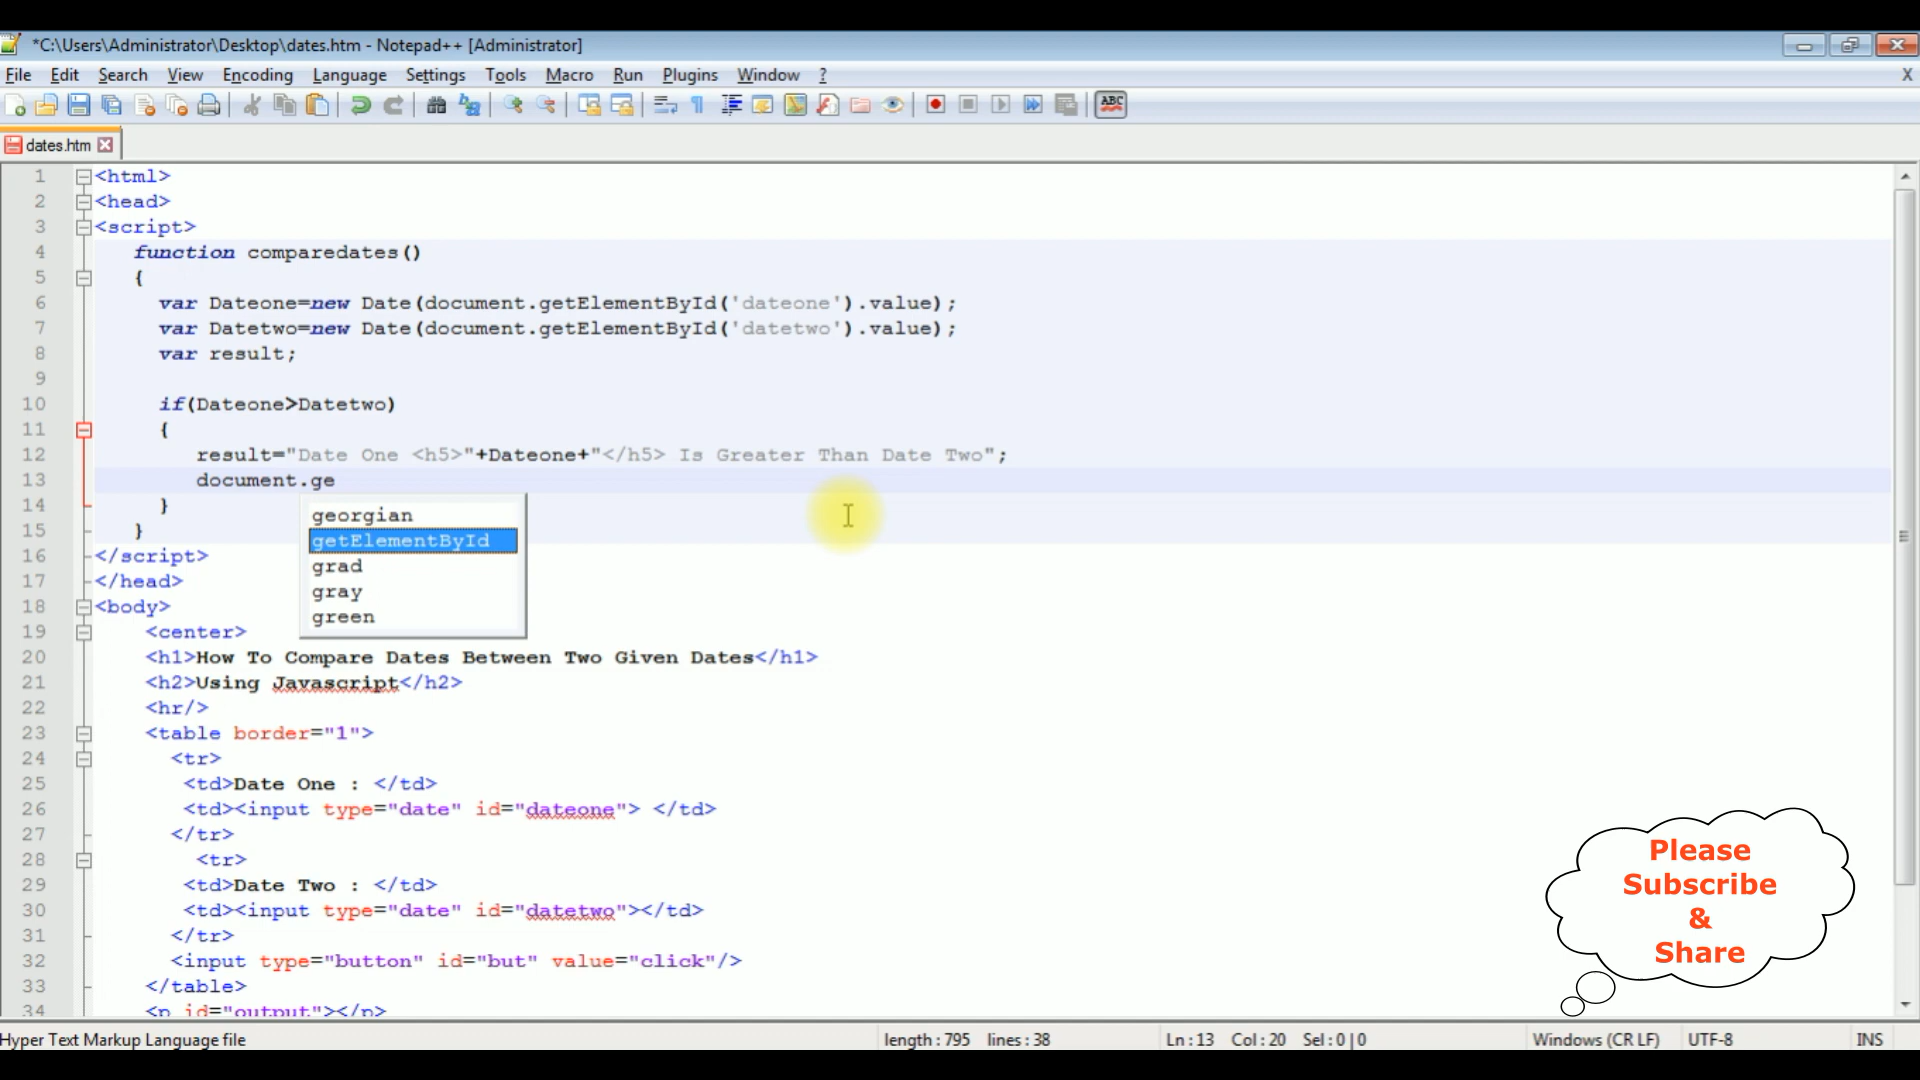 *C:\Users\Administrator\Desktop\dates.htm - Notepad++ [Administrator]
File Edit Search View Encoding Language Settings Tools Macro Run Plugins Window ? X
ABC
dates.htm
1 <html>
2 <head>
3 <script>
4 function comparedates()
5 {
6 var Dateone=new Date(document.getElementById('dateone').value);
7 var Datetwo=new Date(document.getElementById('datetwo').value);
8 var result;
9
10 if(Dateone>Datetwo)
11 {
12 result="Date One <h5>"+Dateone+"</h5> Is Greater Than Date Two";
13 document.ge
14 }
georgian
15 }
getElementById
16 </script>
grad
17 </head>
gray
18 <body>
green
19 <center>
20 <h1>How To Compare Dates Between Two Given Dates</h1>
21 <h2>Using Javascript</h2>
22 <hr/>
23 <table border="1">
24 <tr>
25 <td>Date One : </td>
26 <td><input type="date" id="dateone"> </td>
27 </tr>
28 <tr>
29 <td>Date Two : </td>
30 <td><input type="date" id="datetwo"></td>
31 </tr>
32 <input type="button" id="but" value="click"/>
33 </table>
34 <p id="output"></p>
Please
Subscribe
&
Share
Hyper Text Markup Language file length : 795 lines : 38 Ln : 13 Col : 20 Sel : 0 | 0 Windows (CR LF) UTF-8 INS